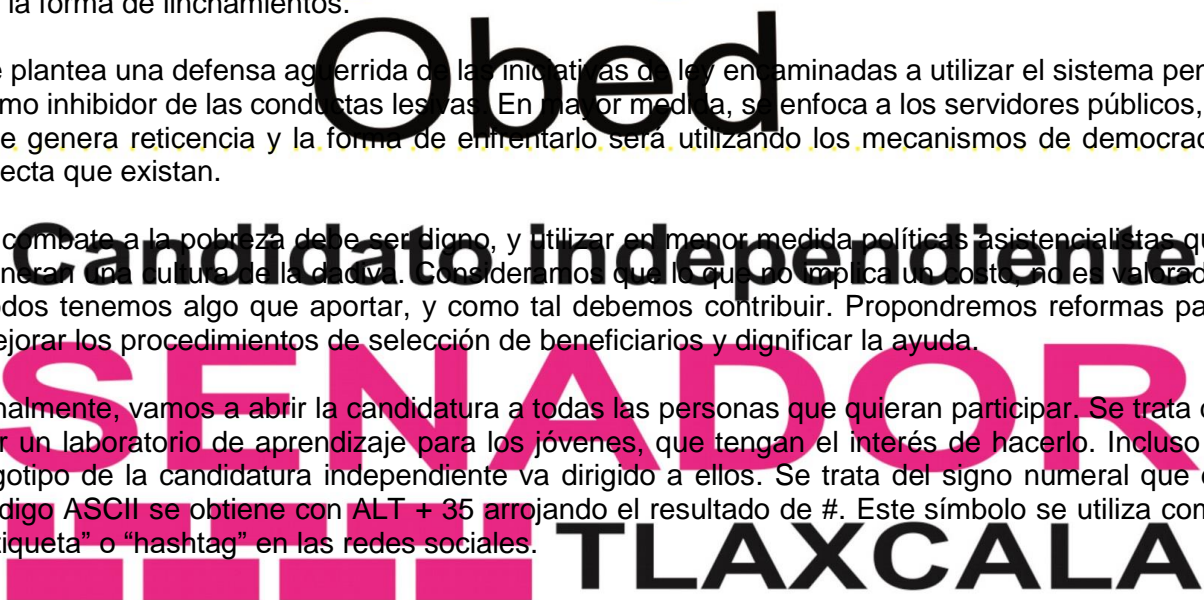 la forma de linchamientos.
Obed
plantea una defensa aguerrida de las iniciativas de ley encaminadas a utilizar el sistema pen
mo inhibidor de las conductas lesivas. En mayor medida, se enfoca a los servidores públicos,
e genera reticencia y la forma de enfrentarlo será utilizando los mecanismos de democrac
ecta que existan.
Candidato independiente
combate a la pobreza debe ser digno, y utilizar en menor medida políticas asistencialistas qu
neran una cultura de la dadiva. Consideramos que lo que no implica un costo, no es valorad
odos tenemos algo que aportar, y como tal debemos contribuir. Propondremos reformas pa
ejorar los procedimientos de selección de beneficiarios y dignificar la ayuda.
SENADOR
nalmente, vamos a abrir la candidatura a todas las personas que quieran participar. Se trata d
r un laboratorio de aprendizaje para los jóvenes, que tengan el interés de hacerlo. Incluso
gotipo de la candidatura independiente va dirigido a ellos. Se trata del signo numeral que e
digo ASCII se obtiene con ALT + 35 arrojando el resultado de #. Este símbolo se utiliza com
tiqueta” o “hashtag” en las redes sociales.
TLAXCALA